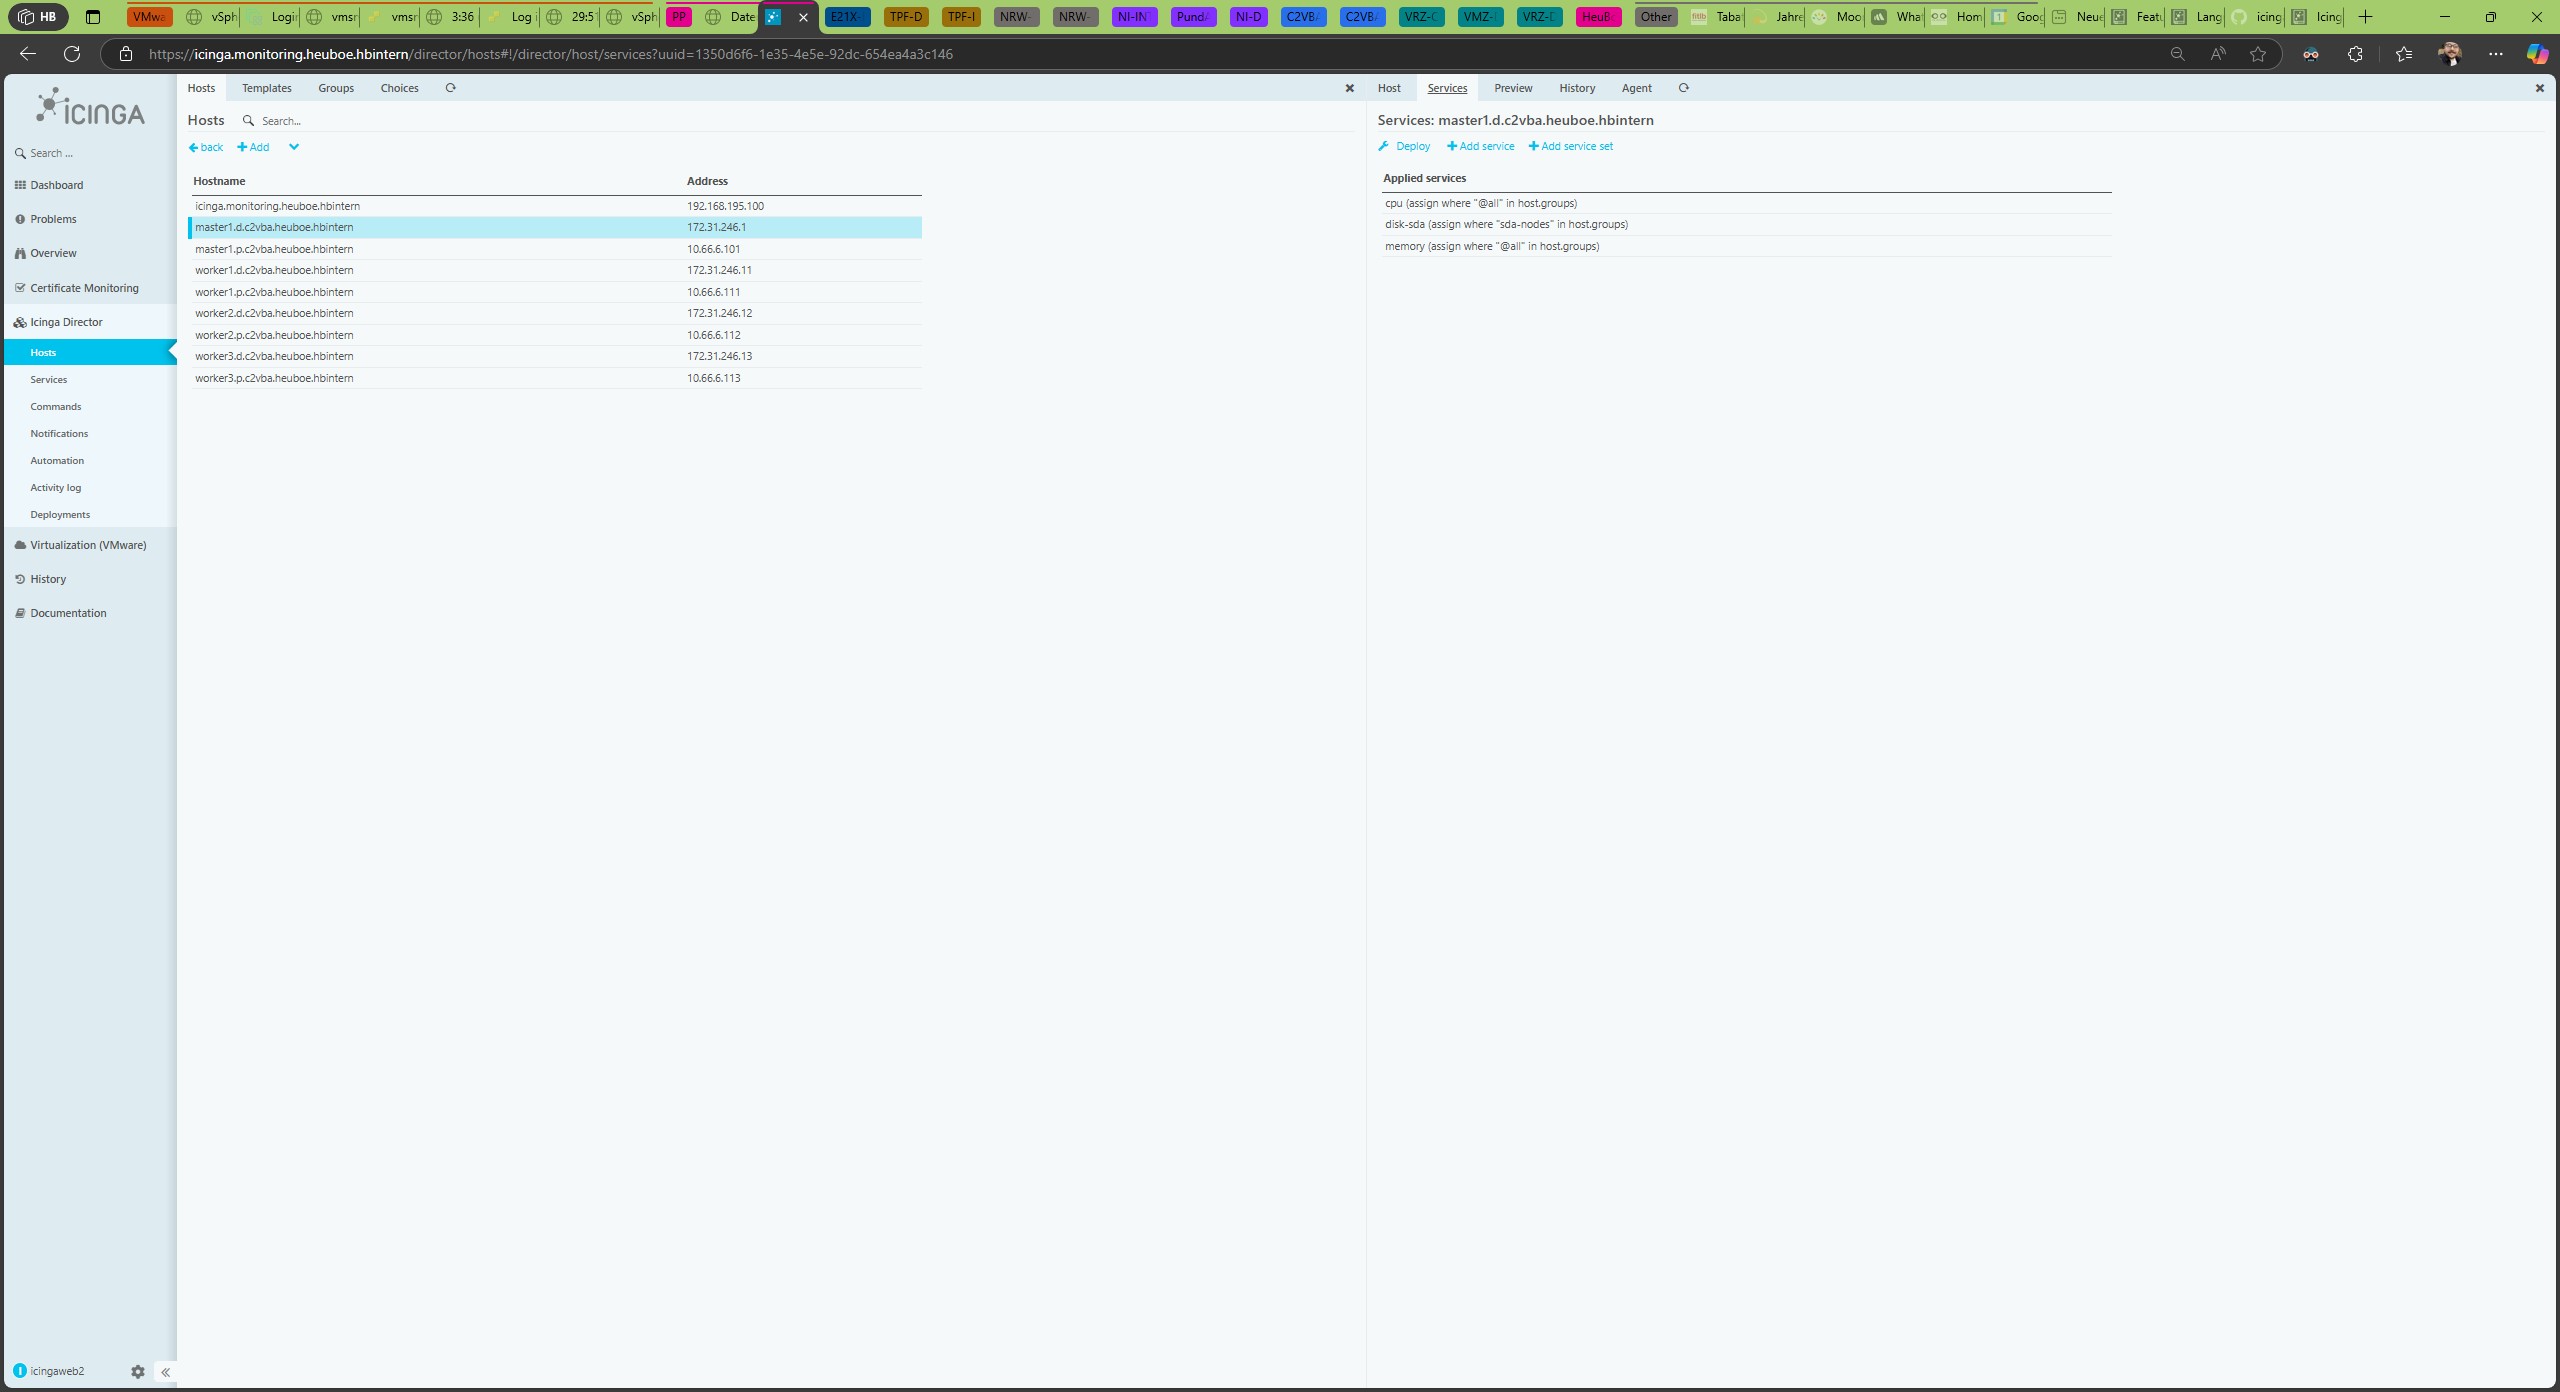 HB
VMwa
vSph
Login
vmsr
vmsr
3:36
Log i
29:51
vSph
PP
Date
E21X-
TPF-D
TPF-I
NRW-
NRW-
NI-IN
PundA
NI-D
C2VBA
C2VBA
VRZ-C
VMZ-
VRZ-D
HeuB
Other
Taba
Jahre
Moo
What
Hom
Goog
Neue
Featu
Lang
icing
Icing
https://icinga.monitoring.heuboe.hbintern/director/hosts#!/director/host/services?uuid=1350d6f6-1e35-4e5e-92dc-654ea4a3c146
ICINGA
Search ...
Dashboard
Problems
Overview
Certificate Monitoring
Icinga Director
Hosts
Services
Commands
Notifications
Automation
Activity log
Deployments
Virtualization (VMware)
History
Documentation
icingaweb2
Hosts Templates Groups Choices
Hosts Search...
back Add
Hostname Address
icinga.monitoring.heuboe.hbintern 192.168.195.100
master1.d.c2vba.heuboe.hbintern 172.31.246.1
master1.p.c2vba.heuboe.hbintern 10.66.6.101
worker1.d.c2vba.heuboe.hbintern 172.31.246.11
worker1.p.c2vba.heuboe.hbintern 10.66.6.111
worker2.d.c2vba.heuboe.hbintern 172.31.246.12
worker2.p.c2vba.heuboe.hbintern 10.66.6.112
worker3.d.c2vba.heuboe.hbintern 172.31.246.13
worker3.p.c2vba.heuboe.hbintern 10.66.6.113
Host Services Preview History Agent
Services: master1.d.c2vba.heuboe.hbintern
Deploy Add service Add service set
Applied services
cpu (assign where "@all" in host.groups)
disk-sda (assign where "sda-nodes" in host.groups)
memory (assign where "@all" in host.groups)